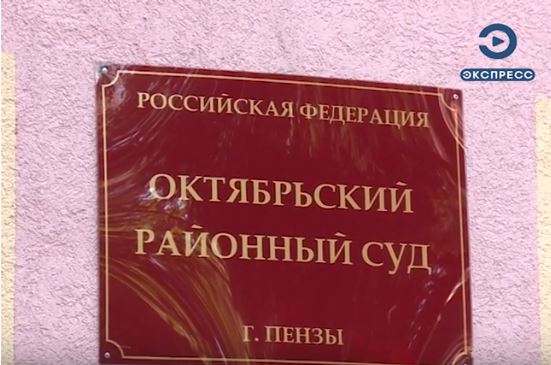 ЭКСПРЕСС
РОССИЙСКАЯ ФЕДЕРАЦИЯ
ОКТЯБРЬСКИЙ
РАЙОННЫЙ СУД
Г. ПЕНЗЫ